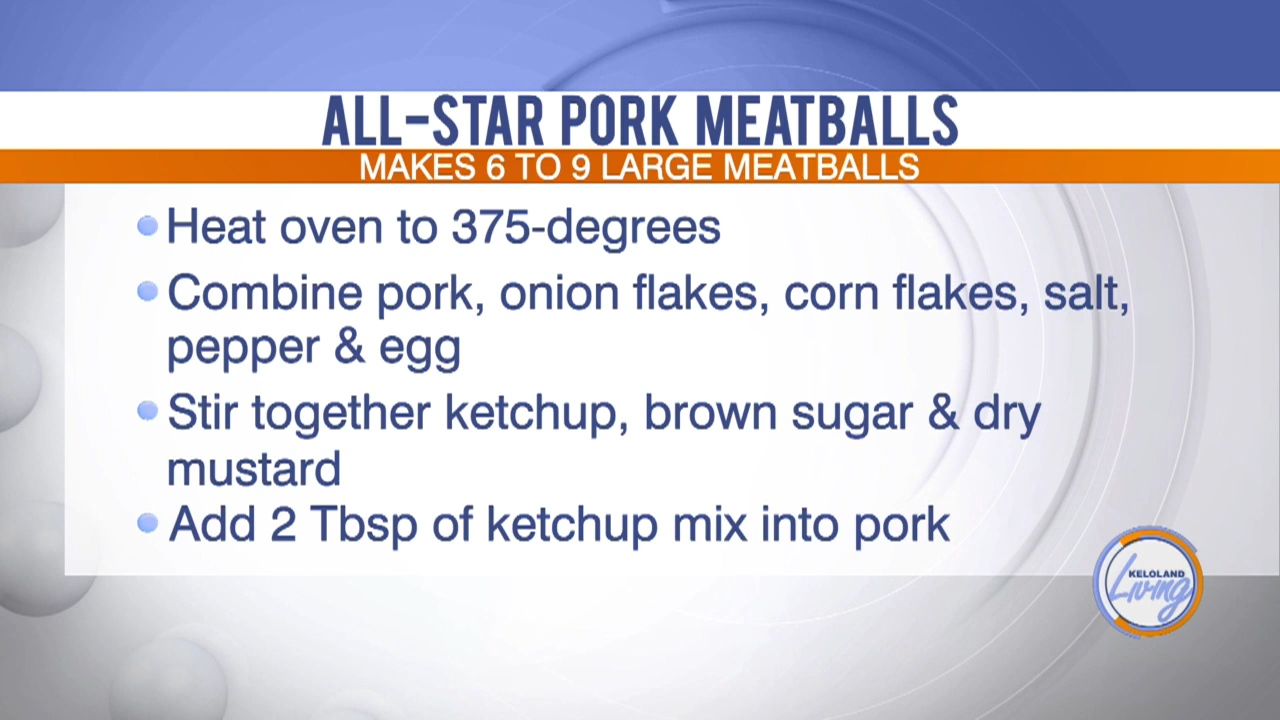 ALL-STAR PORK MEATBALLS
MAKES 6 TO 9 LARGE MEATBALLS
Heat oven to 375-degrees
Combine pork, onion flakes, corn flakes, salt,
pepper & egg
Stir together ketchup, brown sugar & dry
mustard
Add 2 Tbsp of ketchup mix into pork
KELOLAND
Living